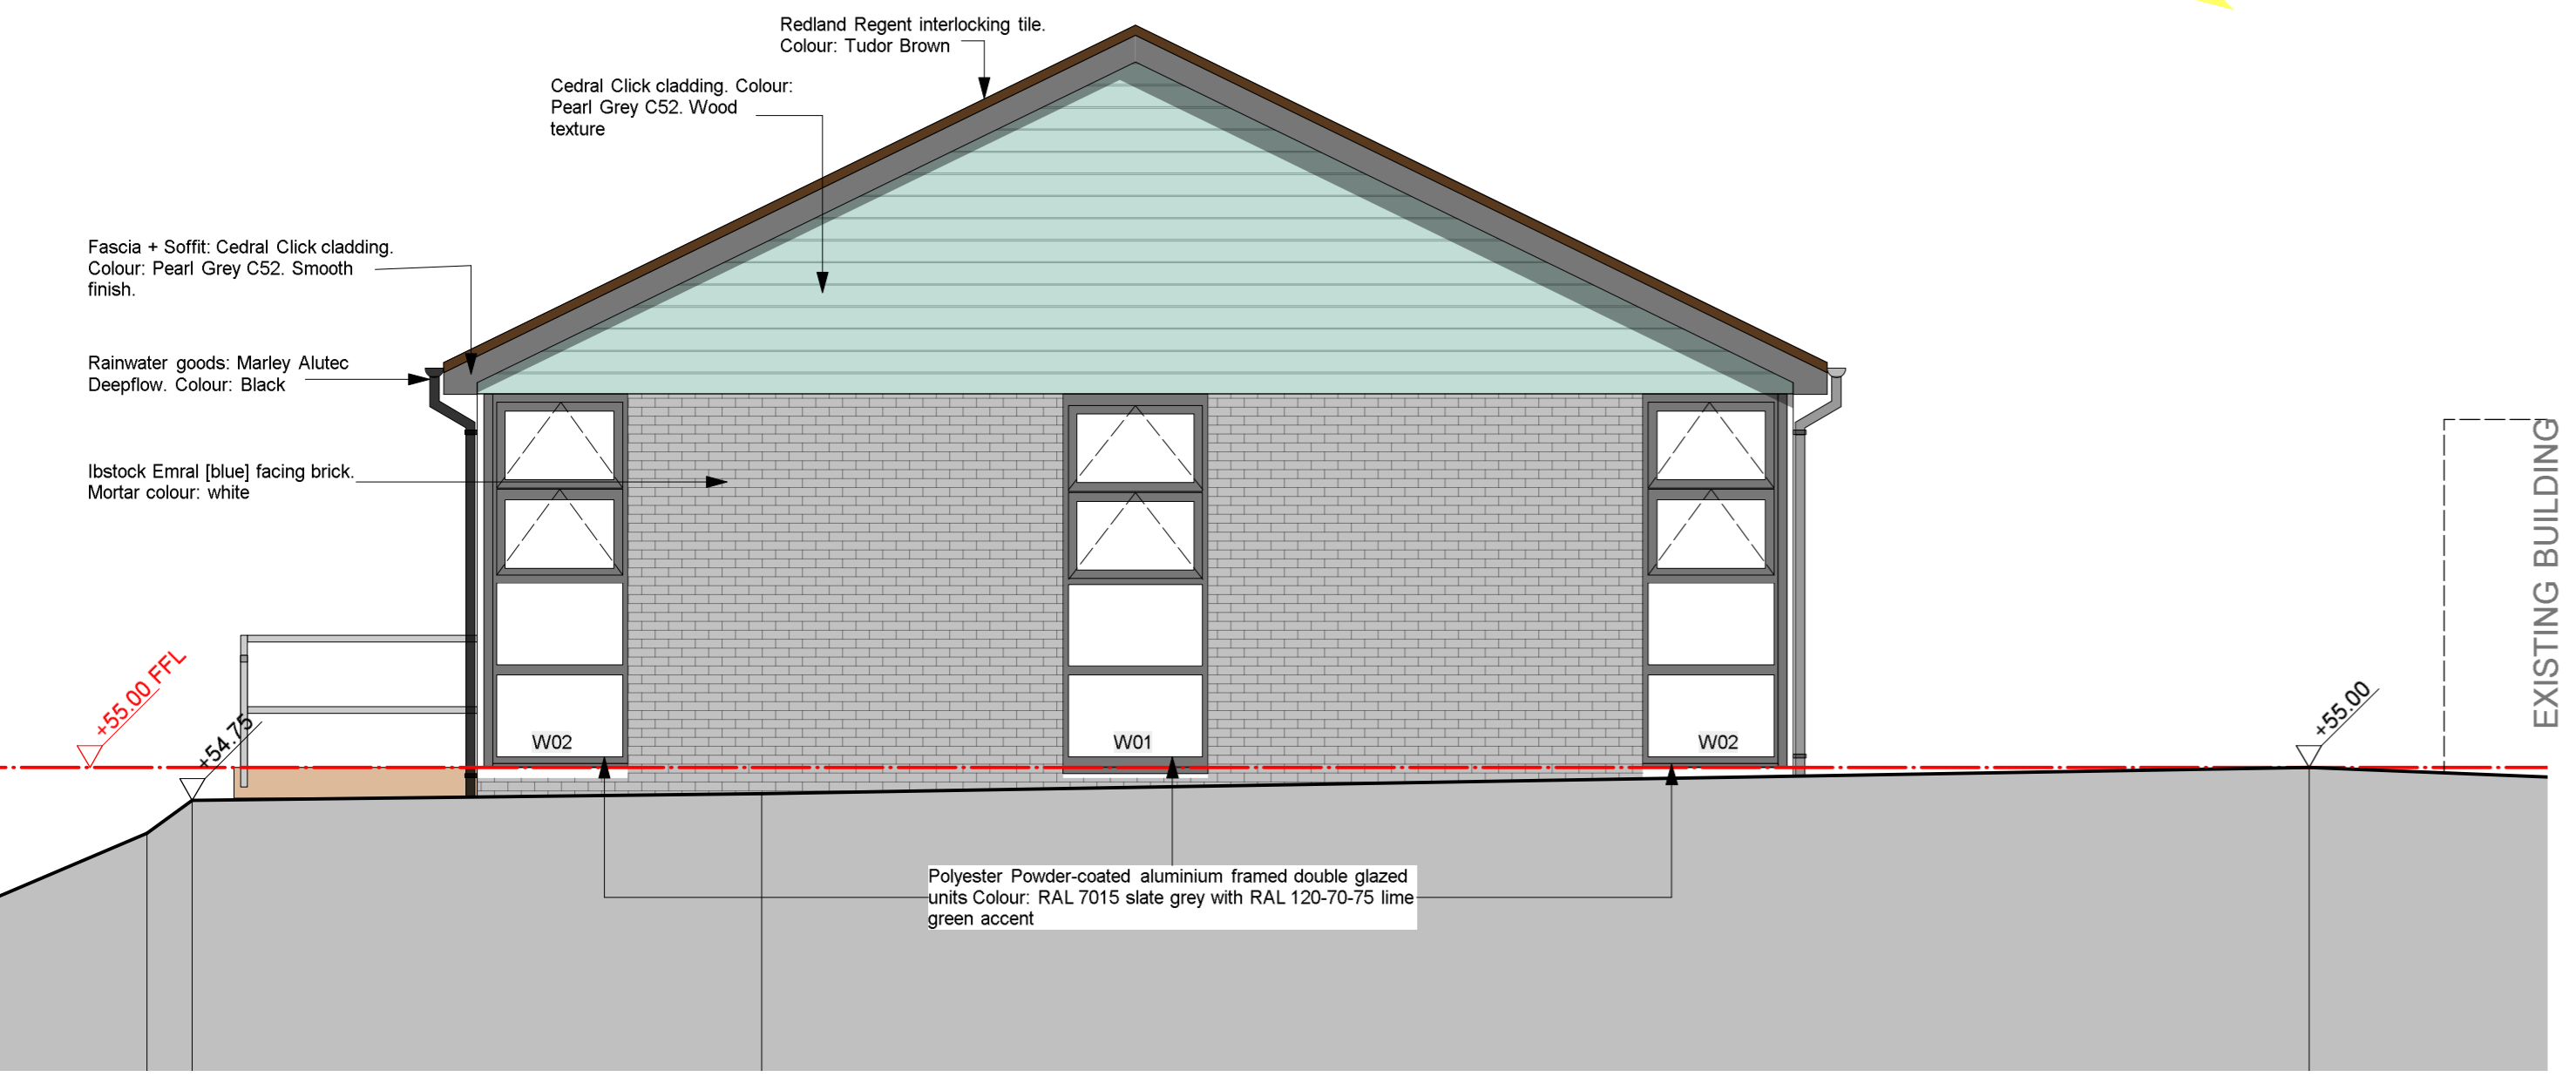 Redland Regent interlocking tile.
Colour: Tudor Brown
Cedral Click cladding. Colour:
Pearl Grey C52. Wood
texture
Fascia + Soffit: Cedral Click cladding.
Colour: Pearl Grey C52. Smooth
finish.
Rainwater goods: Marley Alutec
Deepflow. Colour: Black
Ibstock Emral [blue] facing brick.
Mortar colour: white
EXISTING BUILDING
+55.00 FFL
+54.75
+55.00
W02
W01
W02
Polyester Powder-coated aluminium framed double glazed
units Colour: RAL 7015 slate grey with RAL 120-70-75 lime
green accent